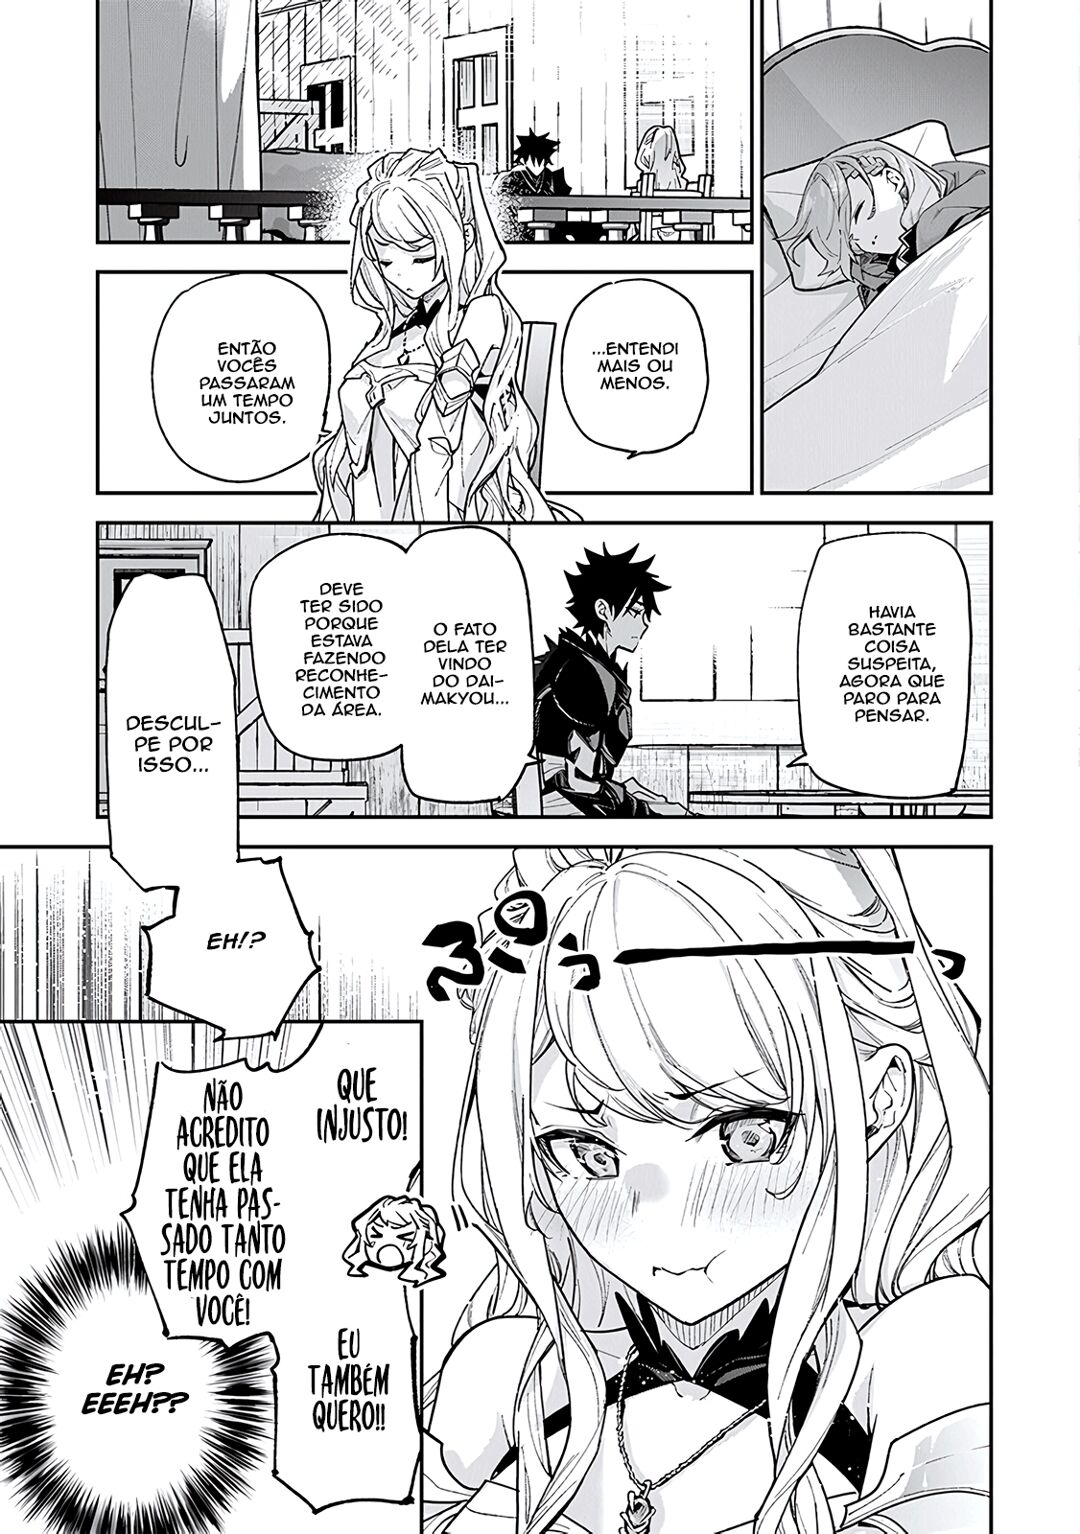 ...ENTENDI
MAIS OU
MENOS.
ENTÃO
VOCÊS
PASSARAM
UM TEMPO
JUNTOS.
HAVIA
BASTANTE
COISA
SUSPEITA,
AGORA QUE
PARO PARA
PENSAR.
O FATO
DELA TER
VINDO
DO DAI-
MAKYOU...
DEVE
TER SIDO
PORQUE
ESTAVA
FAZENDO
RECONHE-
CIMENTO
DA ÁREA.
DESCUL-
PE POR
ISSO...
EH!?
QUE
INJUSTO!
NÃO
ACREDITO
QUE ELA
TENHA PAS-
SADO TANTO
TEMPO COM
VOCÊ!
EU
TAMBÉM
QUERO!!
EH?
EEEH??